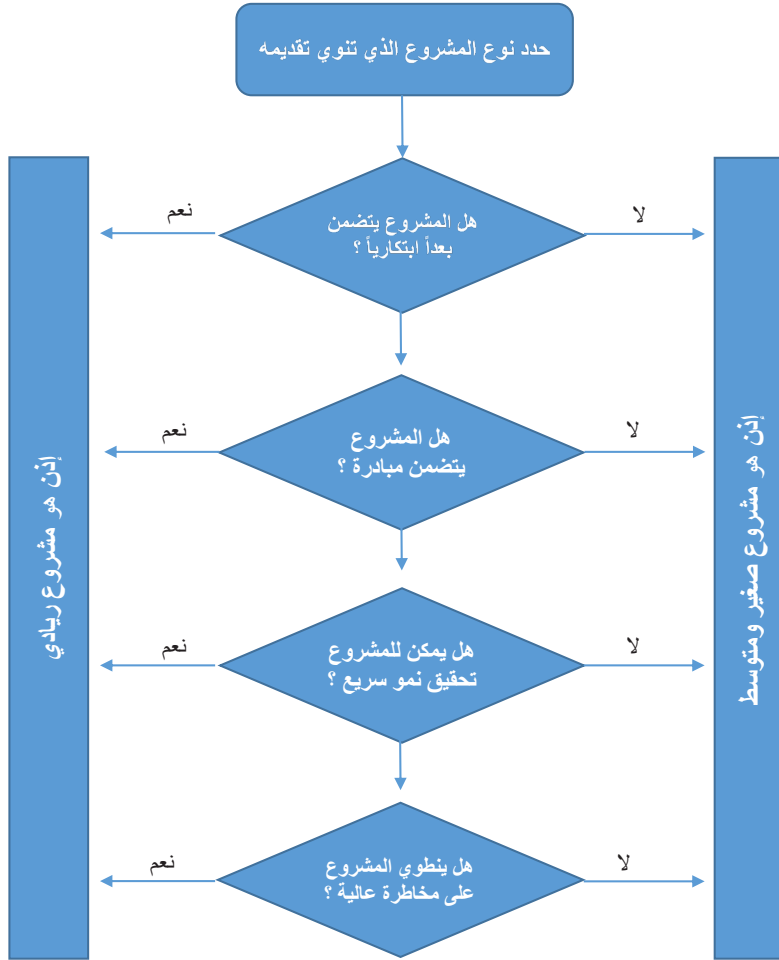 حدد نوع المشروع الذي تنوي تقديمه
هل المشروع يتضمن
بعداً ابتكارياً ؟
لا
نعم
هل المشروع
يتضمن مبادرة ؟
لا
نعم
هل يمكن للمشروع
تحقيق نمو سريع ؟
لا
نعم
هل ينطوي المشروع
على مخاطرة عالية ؟
لا
نعم
إذن هو مشروع صغير ومتوسط
إذن هو مشروع ريادي